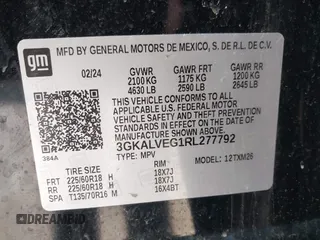 gm
MFD BY GENERAL MOTORS DE MEXICO, S. DE R.L. DE C.V.
02/24 GVWR GAWR FRT GAWR RR
2100 KG 1175 KG 1200 KG
4630 LB 2590 LB 2645 LB
THIS VEHICLE CONFORMS TO ALL APPLICABLE
U.S. FEDERAL MOTOR VEHICLE SAFETY, BUMPER,
AND THEFT PREVENTION STANDARDS IN
EFFECT ON THE DATE OF MANUFACTURE SHOWN ABOVE.
3GKALVEG1RL277792
TYPE: MPV MODEL: 12TXM26
384A
TIRE SIZE RIM
FRT 225/60R18 H 18X7J
RR 225/60R18 H 18X7J
SP T135/70R16 M 16X4BT
© DREAMBID